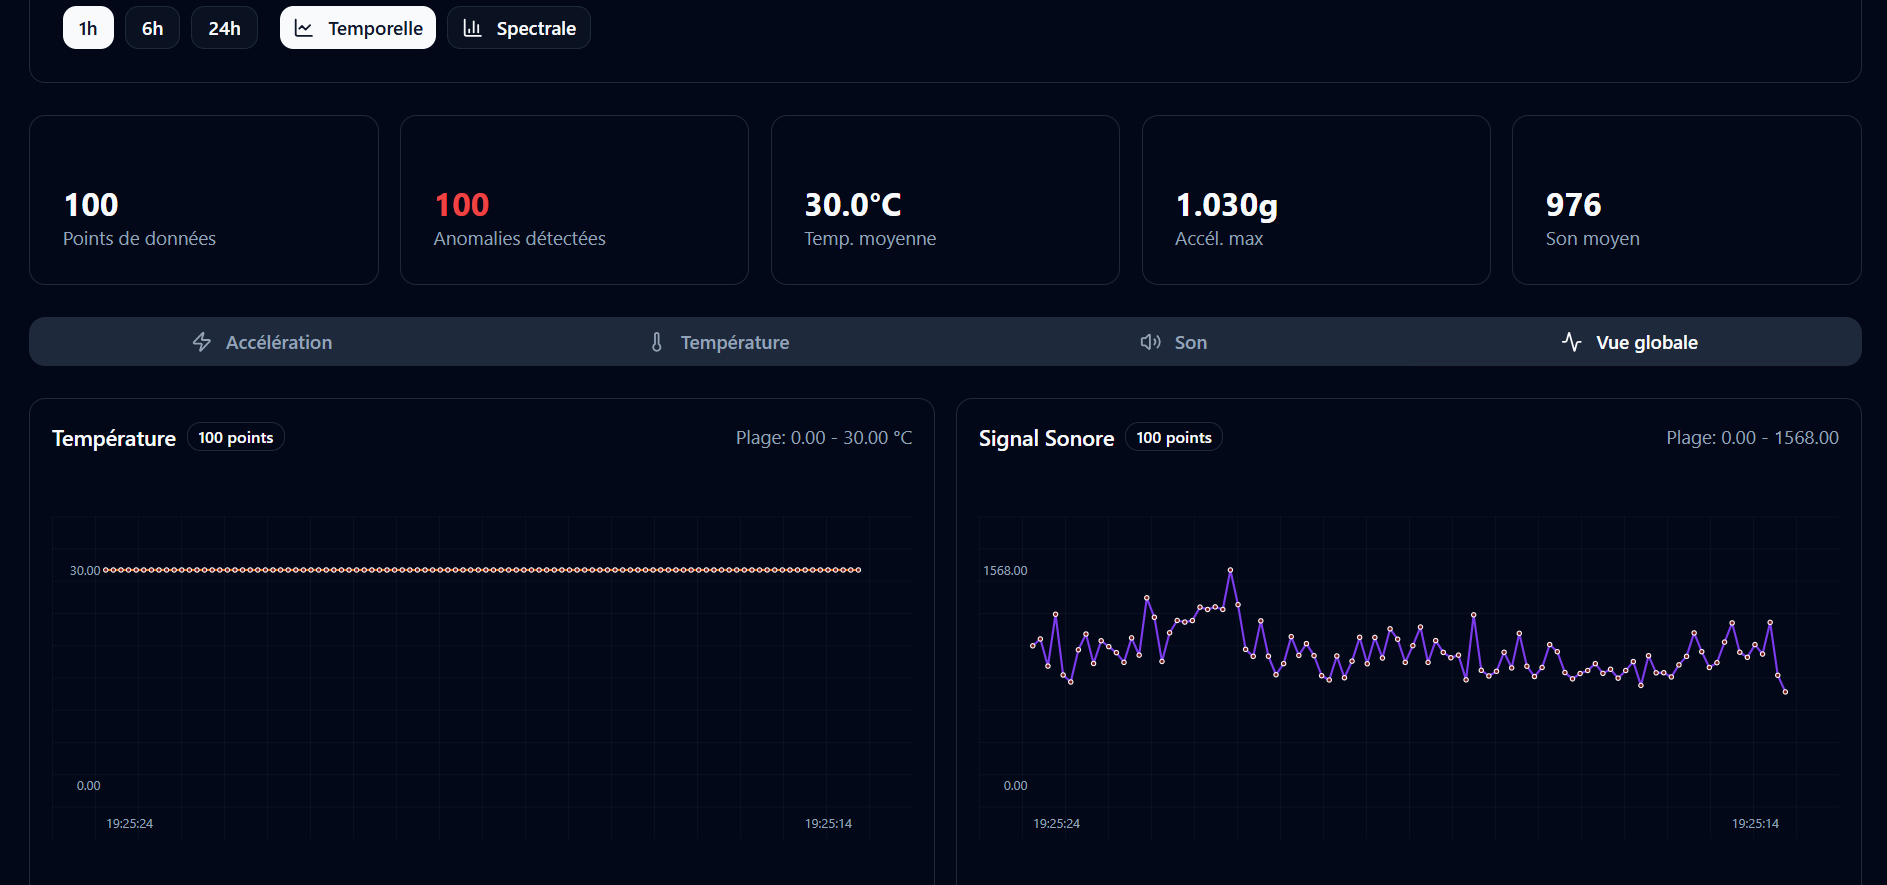 1h 6h 24h Temporelle Spectrale
100
Points de données
100
Anomalies détectées
30.0°C
Temp. moyenne
1.030g
Accél. max
976
Son moyen
Accélération Température Son Vue globale
Température 100 points Plage: 0.00 - 30.00 °C
30.00
0.00
19:25:24 19:25:14
Signal Sonore 100 points Plage: 0.00 - 1568.00
1568.00
0.00
19:25:24 19:25:14